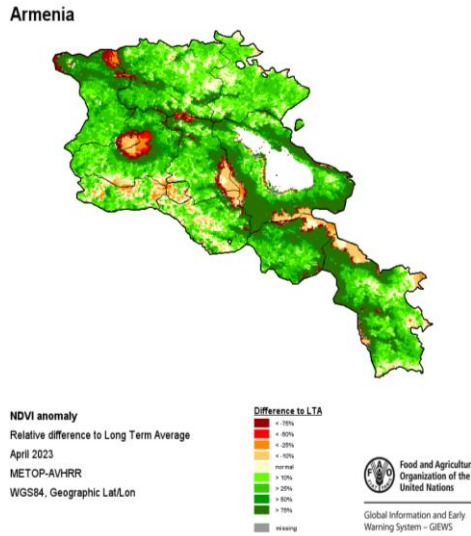 Armenia
NDVI anomaly
Relative difference to Long Term Average
April 2023
METOP-AVHRR
WGS84, Geographic Lat/Lon
Difference to LTA
< -75%
< -50%
< -25%
< -10%
normal
> 10%
> 25%
> 50%
> 75%
missing
Food and Agricultur
Organization of the
United Nations
Global Information and Early
Warning System – GIEWS